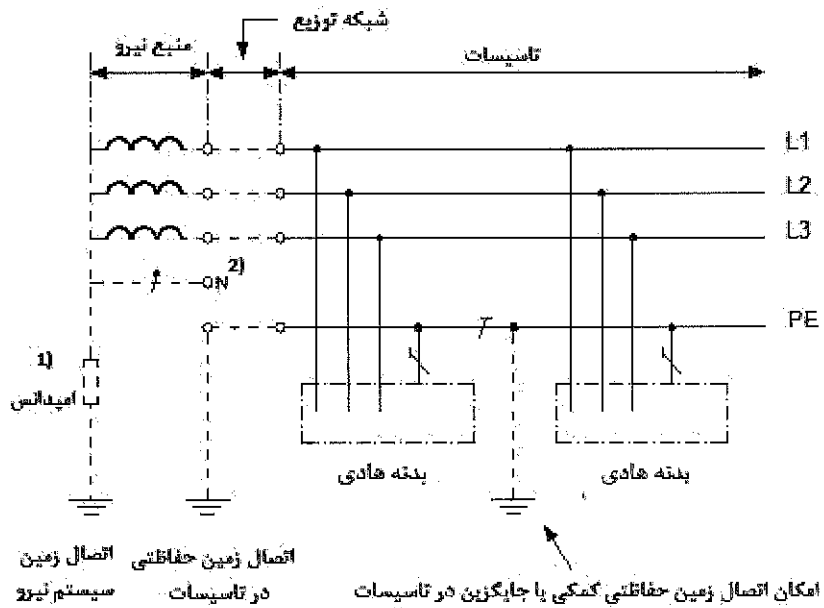 شبکه توزیع
منبع نیرو
تاسیسات
L1
L2
L3
N 2)
PE
1)
امپدانس
بدنه هادی
بدنه هادی
اتصال زمین
سیستم نیرو
اتصال زمین حفاظتی
در تاسیسات
امکان اتصال زمین حفاظتی کمکی یا جایگزین در تاسیسات